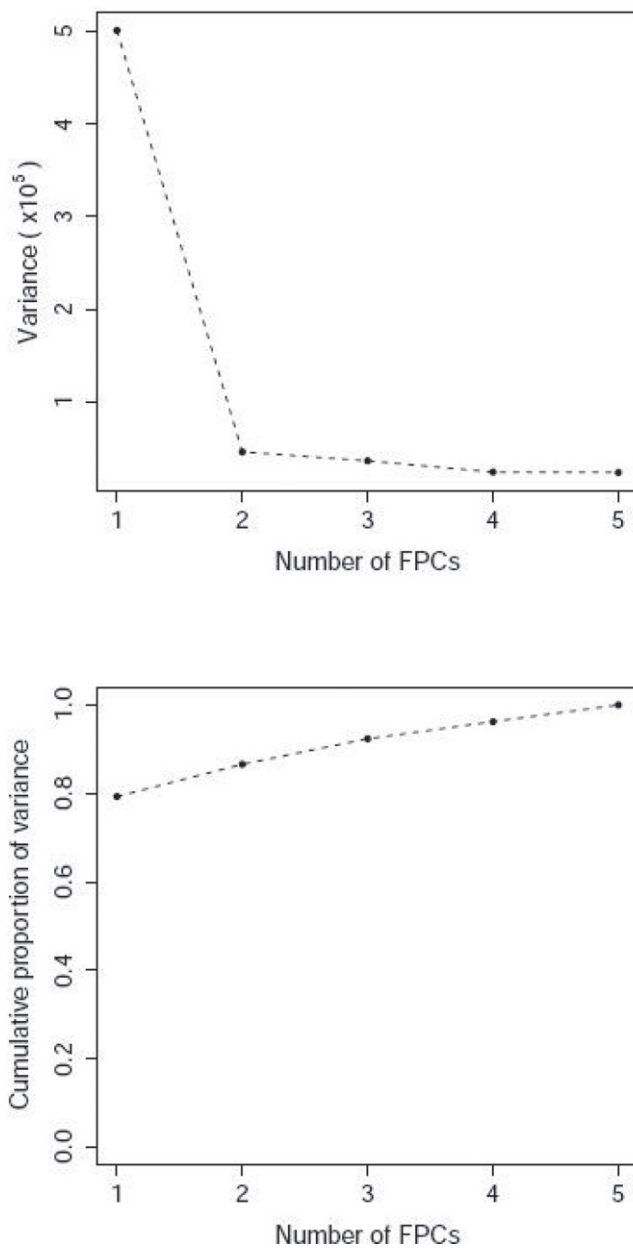 Variance ( x10⁵ )
5
4
3
2
1
1 2 3 4 5
Number of FPCs
Cumulative proportion of variance
1.0
0.8
0.6
0.4
0.2
0.0
1 2 3 4 5
Number of FPCs